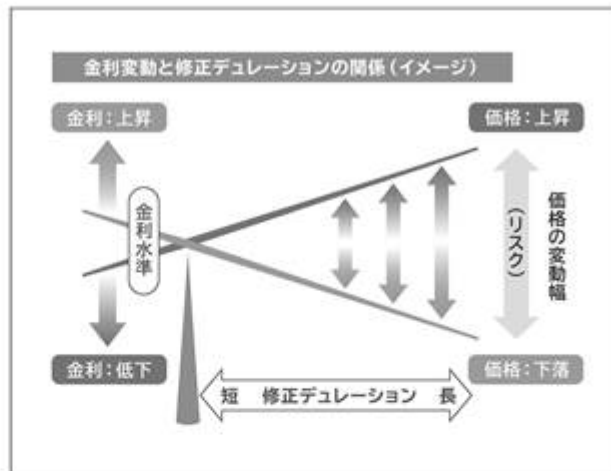 金利変動と修正デュレーションの関係（イメージ）
金利：上昇
価格：上昇
金利水準
価格の変動幅
（リスク）
金利：低下
価格：下落
短 修正デュレーション 長